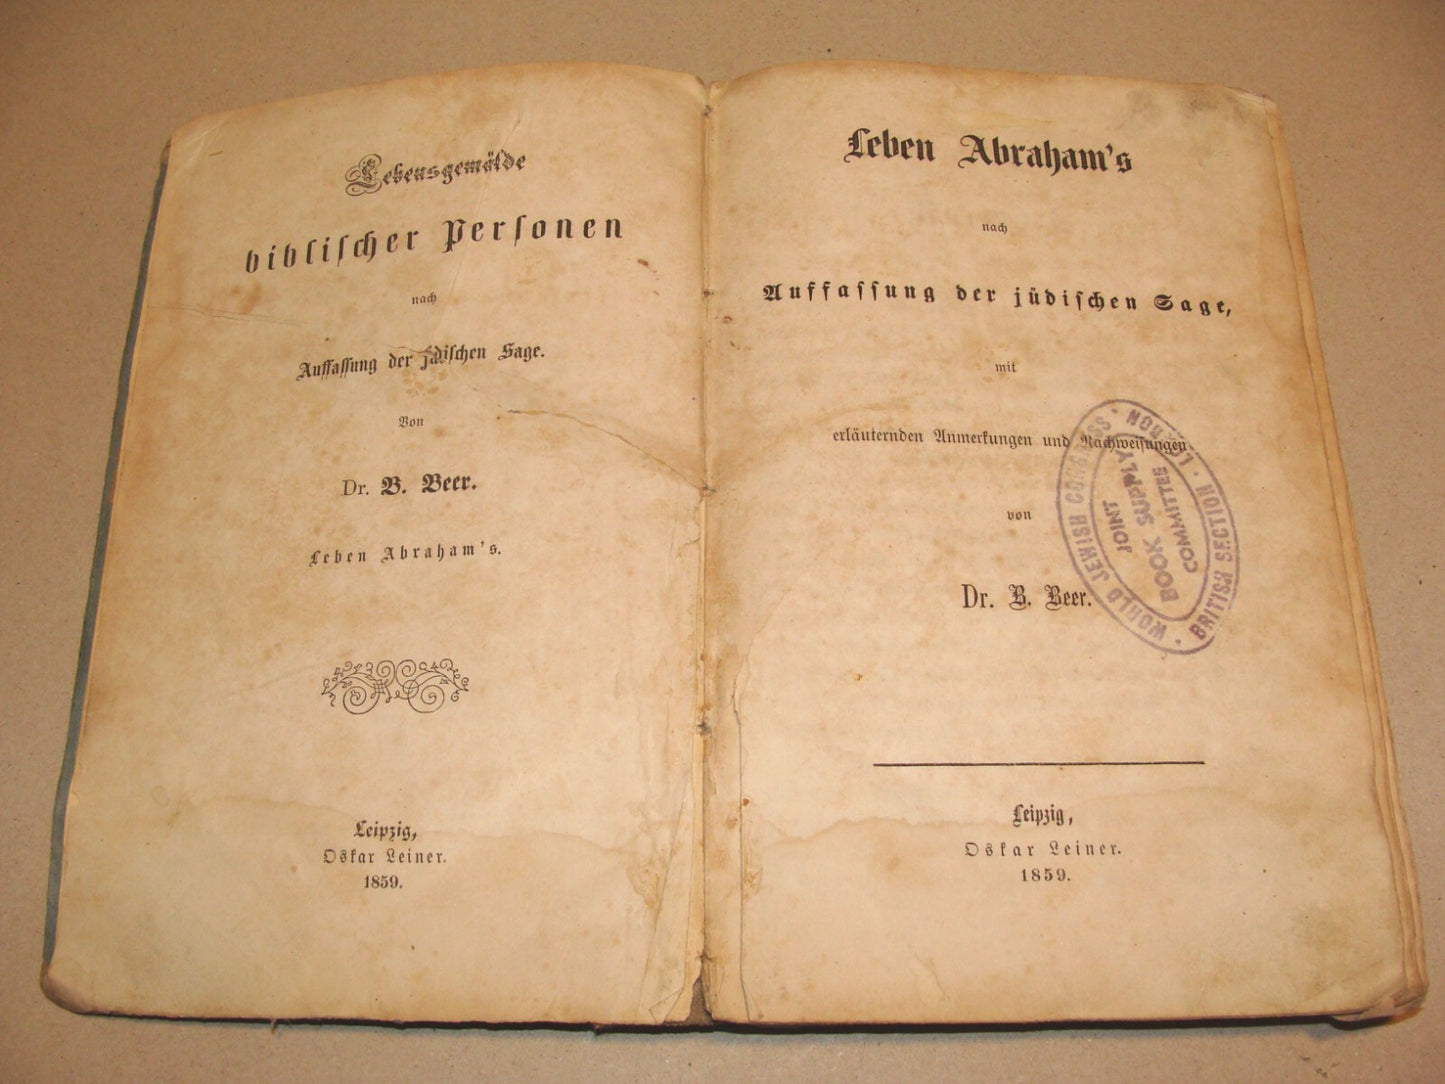 Lebensgemälde
biblischer Personen
nach
Auffassung der jüdischen Sage.
Von
Dr. B. Beer.
Leben Abraham's.
Leipzig,
Oskar Leiner.
1859.
Leben Abraham's
nach
Auffassung der jüdischen Sage,
mit
erläuternden Anmerkungen und Nachweisungen
von
Dr. B. Beer.
Leipzig,
Oskar Leiner.
1859.
WORLD JEWISH CONGRESS · LONDON · BRITISH SECTION ·
JOINT
BOOK SUPPLY
COMMITTEE